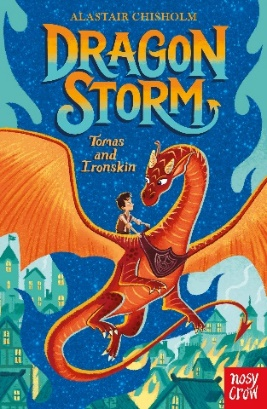 ALASTAIR CHISHOLM
DRAGON
STORM
Tomas
and
Ironskin
nosy
crow